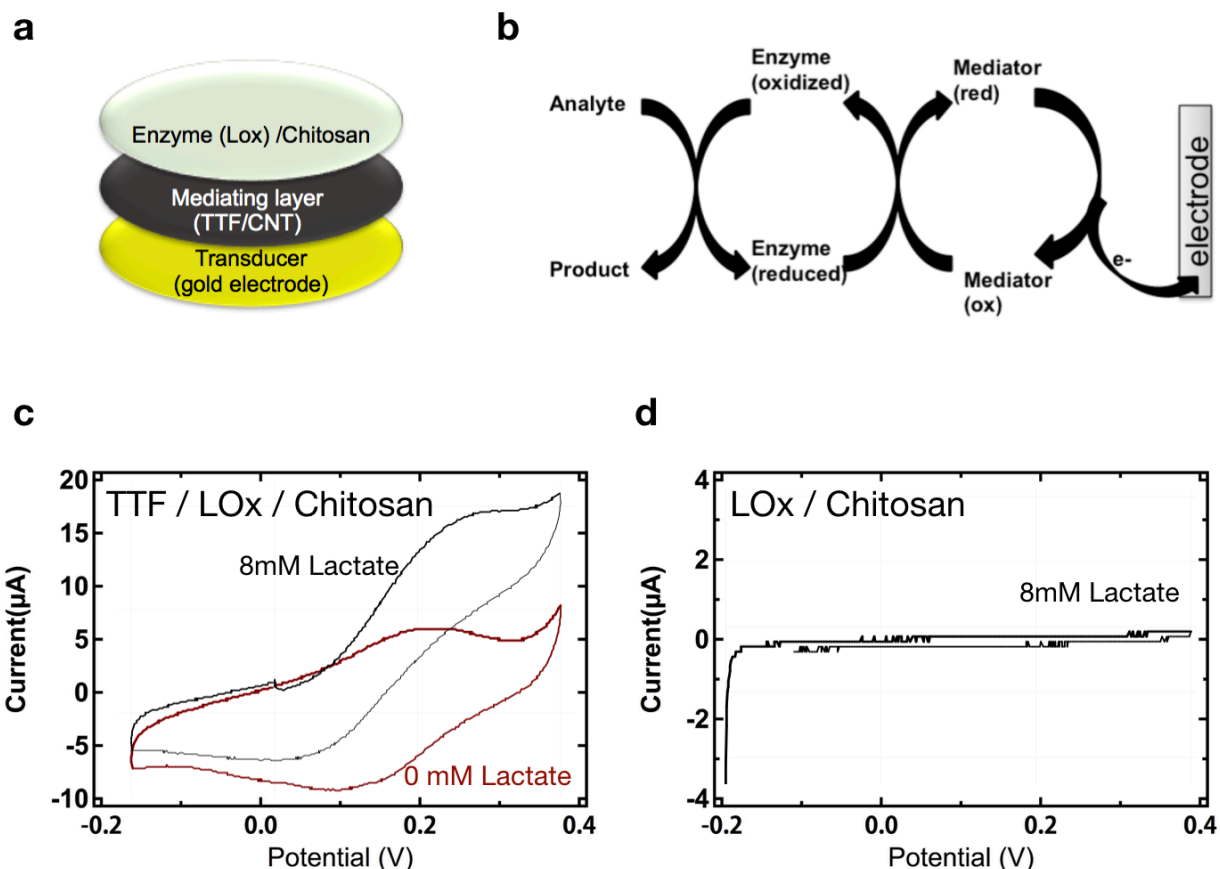 a
Enzyme (Lox) /Chitosan
Mediating layer
(TTF/CNT)
Transducer
(gold electrode)
b
Analyte
Enzyme
(oxidized)
Mediator
(red)
Product
Enzyme
(reduced)
Mediator
(ox)
e-
electrode
c
TTF / LOx / Chitosan
8mM Lactate
0 mM Lactate
Current(µA)
20
15
10
5
0
-5
-10
-0.2
0.0
0.2
0.4
Potential (V)
d
LOx / Chitosan
8mM Lactate
Current(µA)
4
2
0
-2
-4
-0.2
0.0
0.2
0.4
Potential (V)